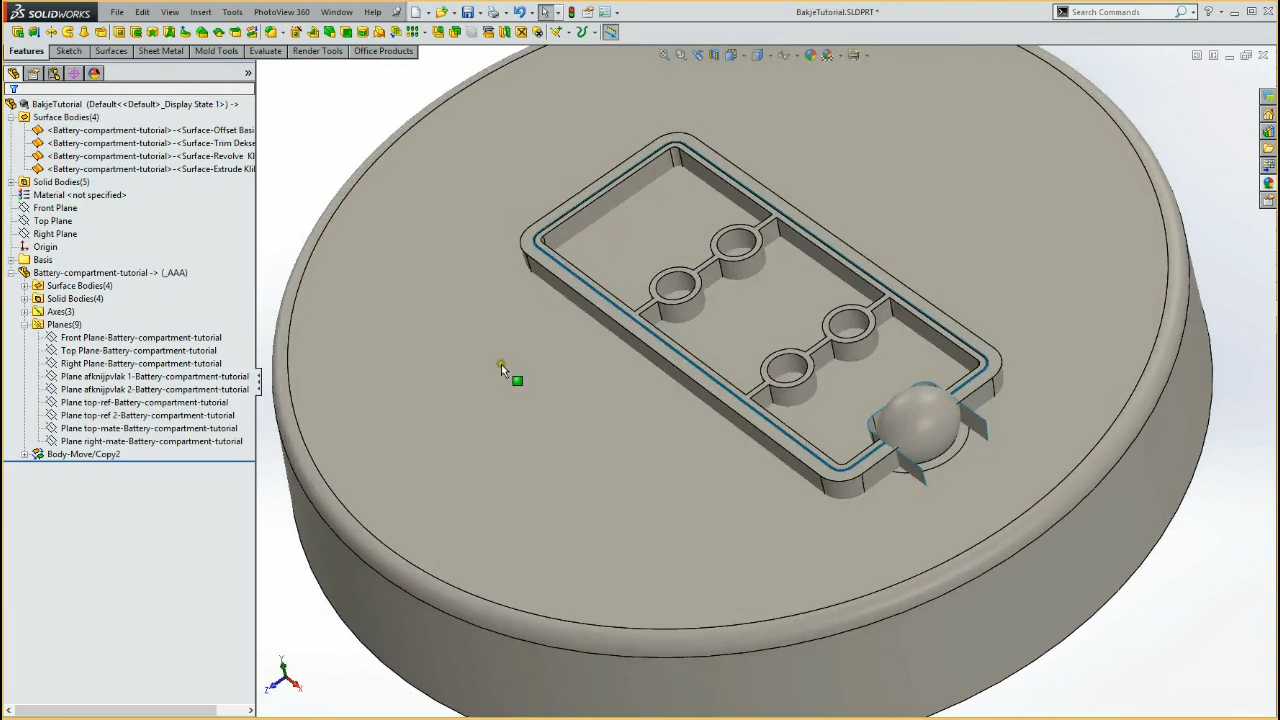 SOLIDWORKS File Edit View Insert Tools PhotoView 360 Window Help BakjeTutorial.SLDPRT * Search Commands
Features Sketch Surfaces Sheet Metal Mold Tools Evaluate Render Tools Office Products
BakjeTutorial (Default<<Default>_Display State 1>) ->
Surface Bodies(4)
<Battery-compartment-tutorial>-<Surface-Offset Basi
<Battery-compartment-tutorial>-<Surface-Trim Dekse
<Battery-compartment-tutorial>-<Surface-Revolve Kl
<Battery-compartment-tutorial>-<Surface-Extrude Klil
Solid Bodies(5)
Material <not specified>
Front Plane
Top Plane
Right Plane
Origin
Basis
Battery-compartment-tutorial -> (_AAA)
Surface Bodies(4)
Solid Bodies(4)
Axes(3)
Planes(9)
Front Plane-Battery-compartment-tutorial
Top Plane-Battery-compartment-tutorial
Right Plane-Battery-compartment-tutorial
Plane afknijpvlak 1-Battery-compartment-tutorial
Plane afknijpvlak 2-Battery-compartment-tutorial
Plane top-ref-Battery-compartment-tutorial
Plane top-ref 2-Battery-compartment-tutorial
Plane top-mate-Battery-compartment-tutorial
Plane right-mate-Battery-compartment-tutorial
Body-Move/Copy2
Y
Z
X